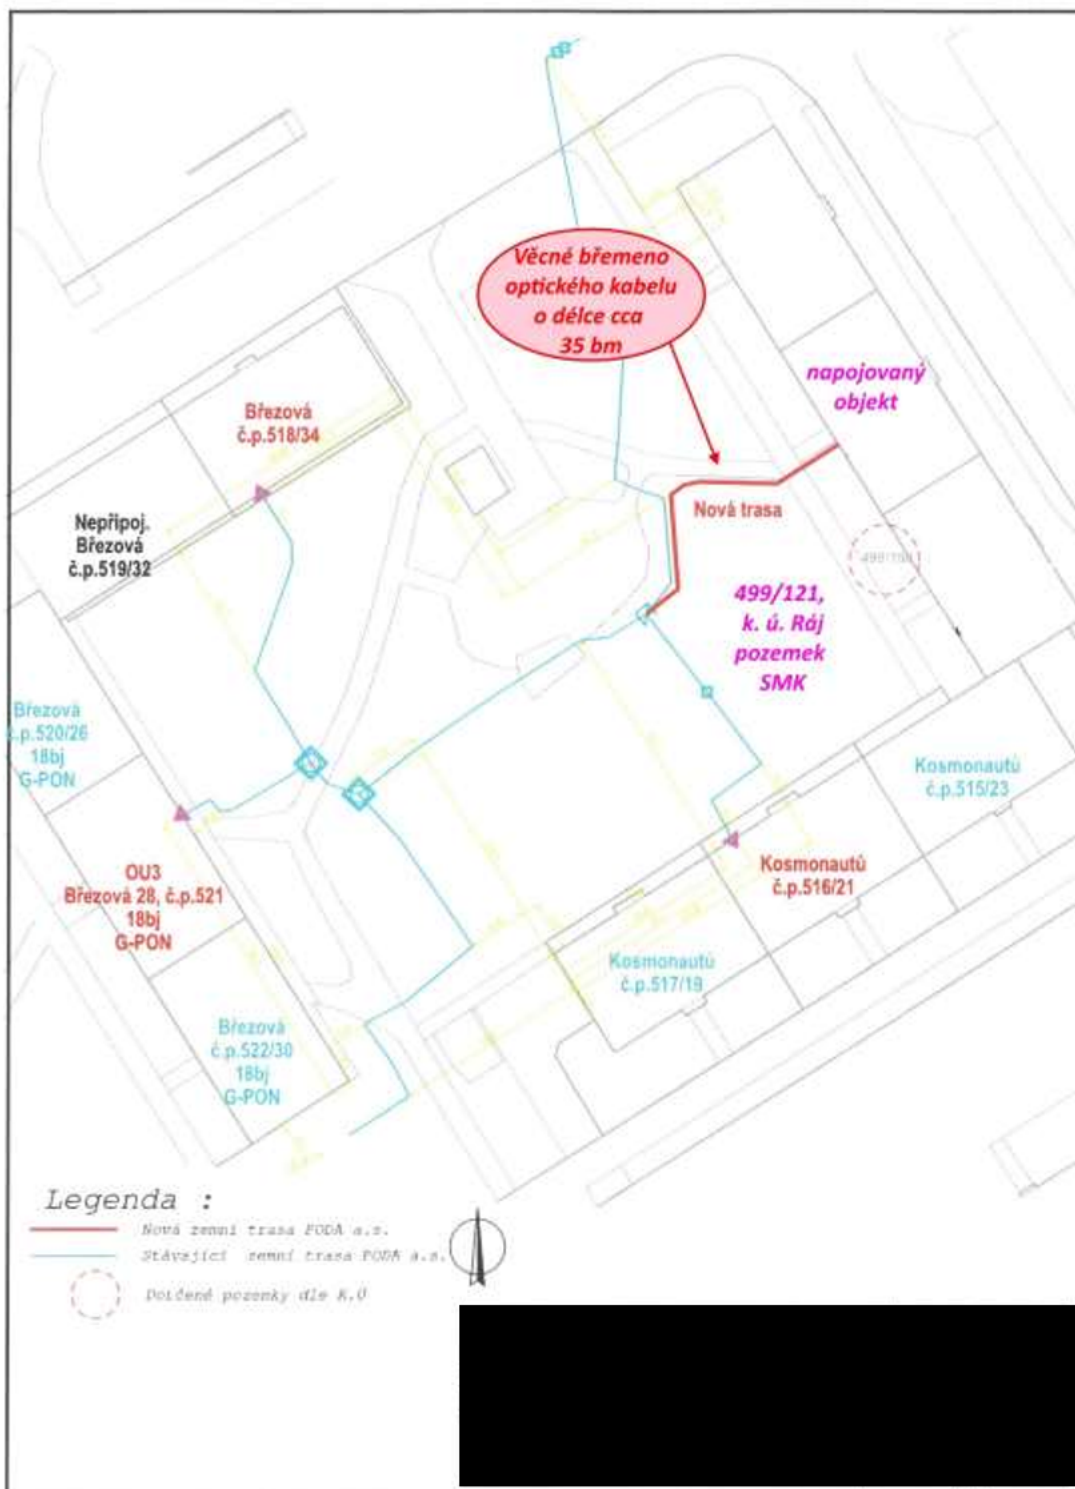 Věcné břemeno
optického kabelu
o délce cca
35 bm
napojovaný
objekt
Březová
č.p.518/34
Nová trasa
Nepřipoj.
Březová
č.p.519/32
499/121,
k. ú. Ráj
pozemek
SMK
Březová
č.p.520/26
18bj
G-PON
Kosmonautů
č.p.515/23
OU3
Březová 28, č.p.521
18bj
G-PON
Kosmonautů
č.p.516/21
Kosmonautů
č.p.517/19
Březová
č.p.522/30
18bj
G-PON
Legenda :
Nová zemní trasa PODA a.s.
Stávající zemní trasa PODA a.s.
Dotčené pozemky dle K.Ú